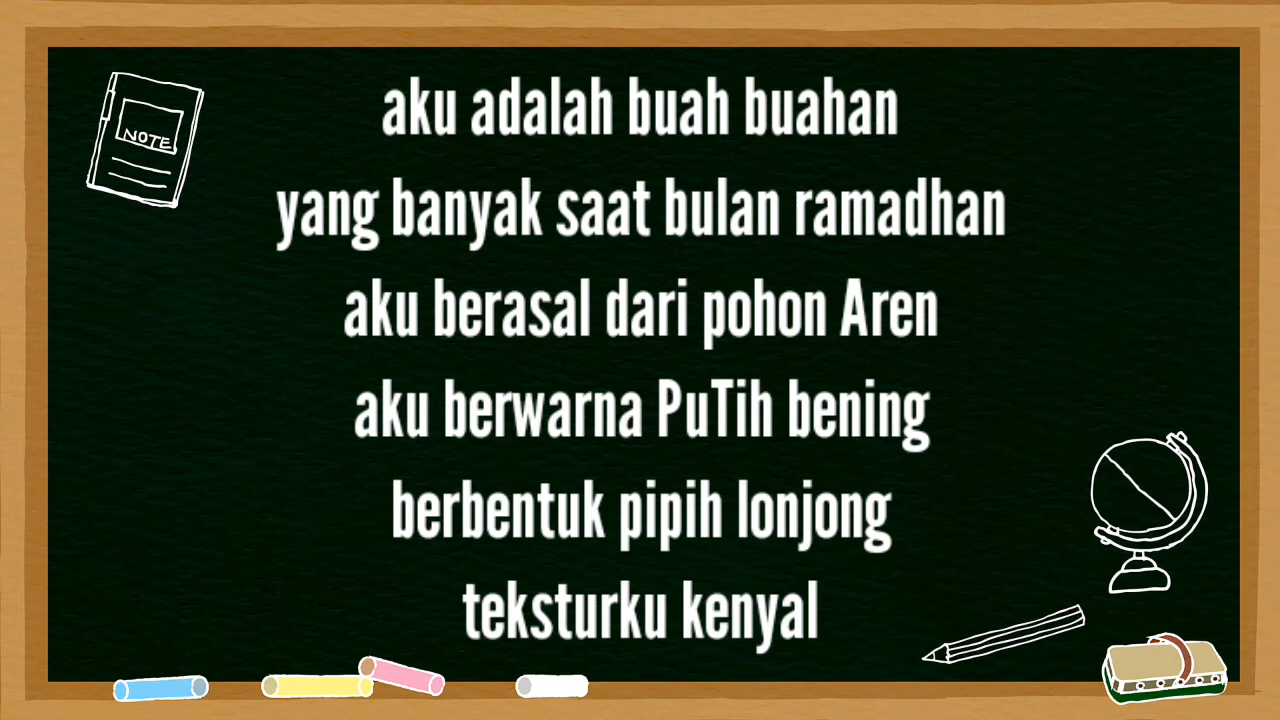 NOTE
aku adalah buah buahan
yang banyak saat bulan ramadhan
aku berasal dari pohon Aren
aku berwarna PuTih bening
berbentuk pipih lonjong
teksturku kenyal